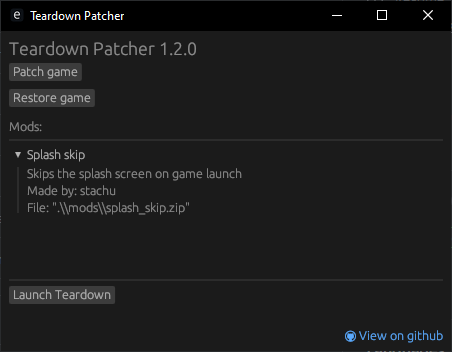 e Teardown Patcher
Teardown Patcher 1.2.0
Patch game
Restore game
Mods:
Splash skip
Skips the splash screen on game launch
Made by: stachu
File: ".\\mods\\splash_skip.zip"
Launch Teardown
View on github